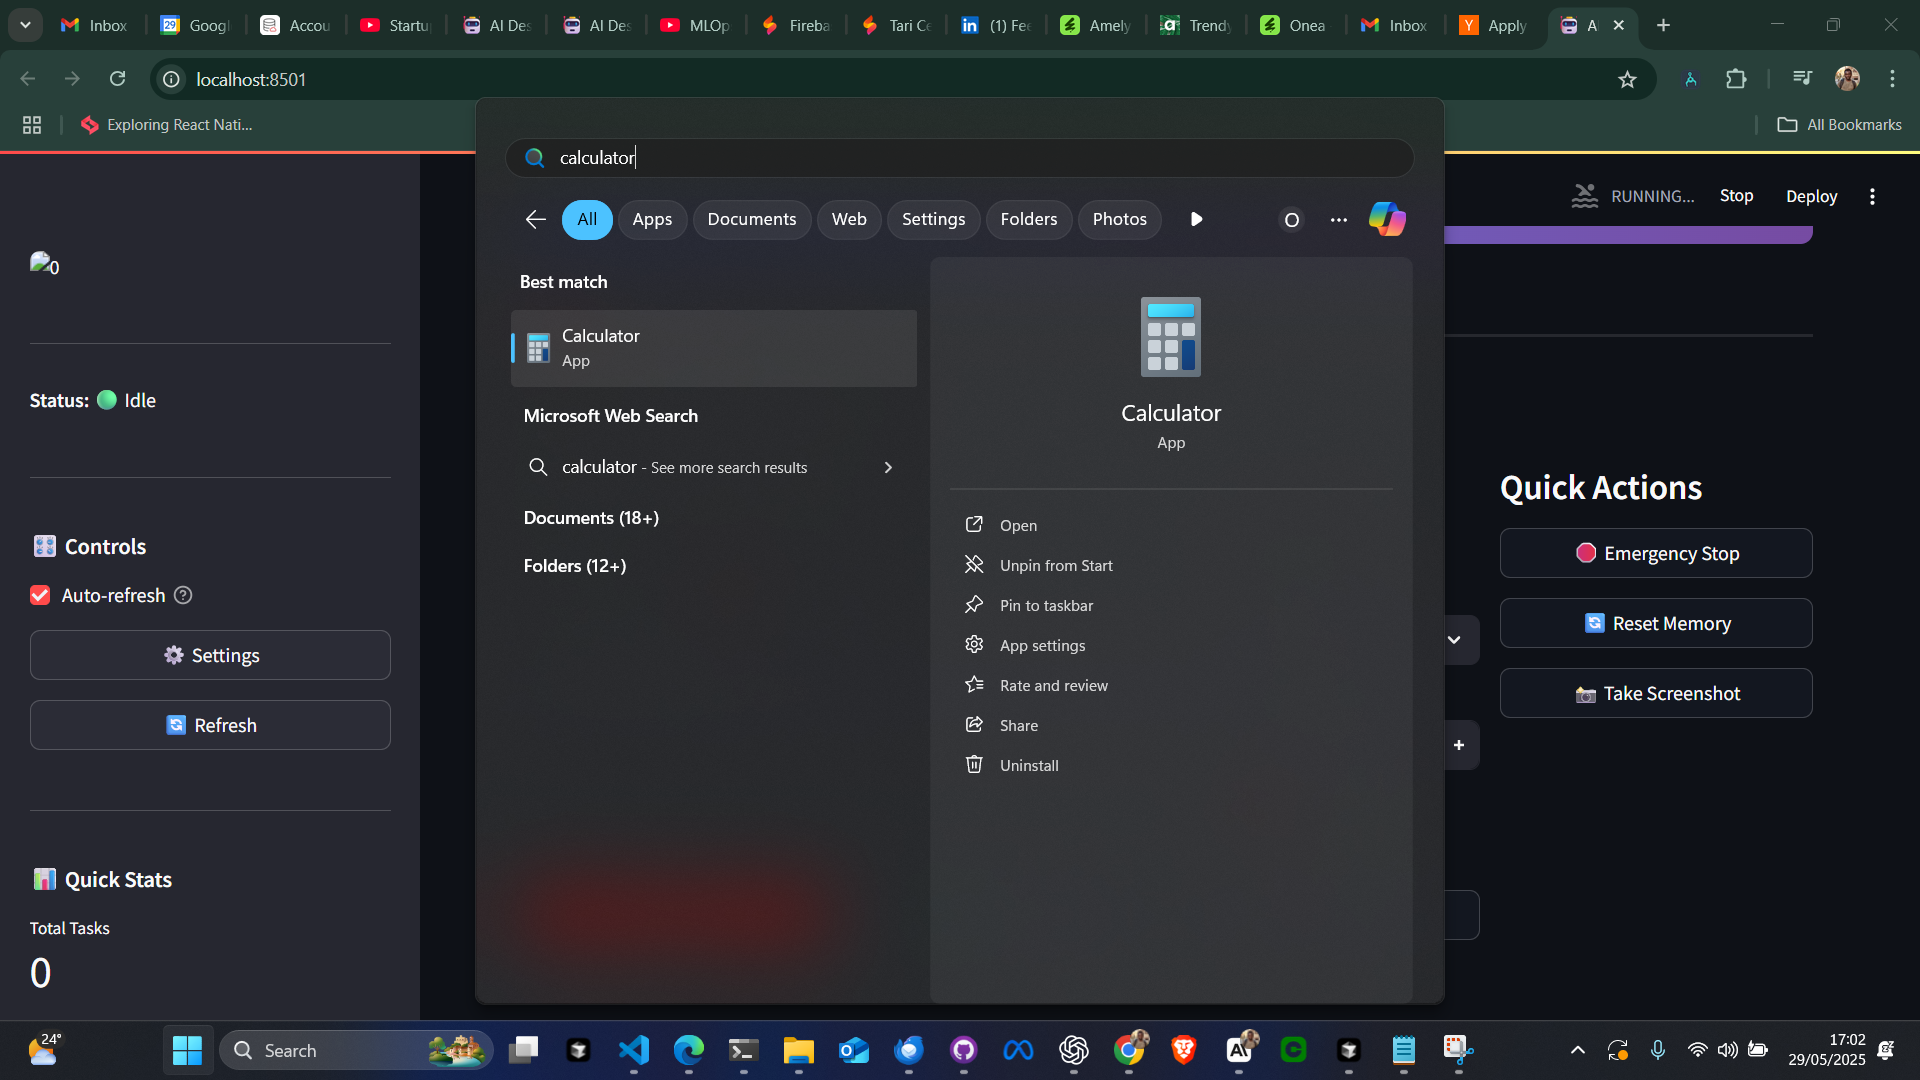 Inbox
Googl
Accou
Startu
AI Des
AI Des
MLOp
Fireba
Tari Ce
(1) Fee
Amely
Trendy
Onea
Inbox
Apply
A
localhost:8501
Exploring React Nati...
All Bookmarks
calculator
All
Apps
Documents
Web
Settings
Folders
Photos
O
RUNNING...
Stop
Deploy
0
Best match
Calculator
App
Calculator
App
Microsoft Web Search
calculator - See more search results
Documents (18+)
Folders (12+)
Open
Unpin from Start
Pin to taskbar
App settings
Rate and review
Share
Uninstall
Status: Idle
Controls
Auto-refresh
Settings
Refresh
Quick Stats
Total Tasks
0
Quick Actions
Emergency Stop
Reset Memory
Take Screenshot
24°
Search
17:02
29/05/2025